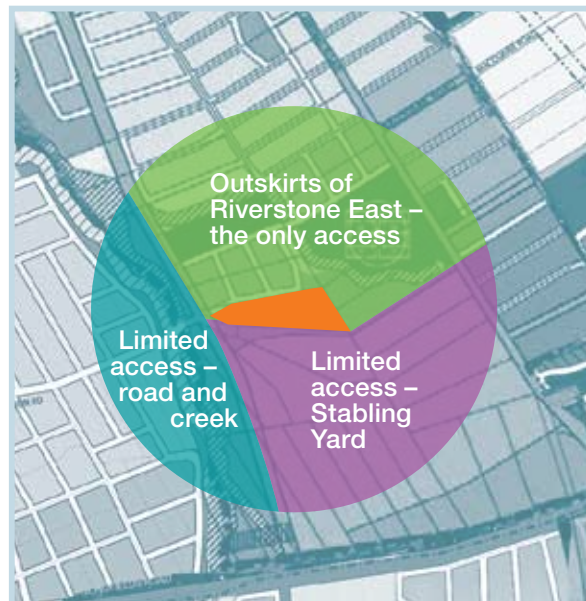 Outskirts of
Riverstone East –
the only access
Limited
access –
road and
creek
Limited
access –
Stabling
Yard